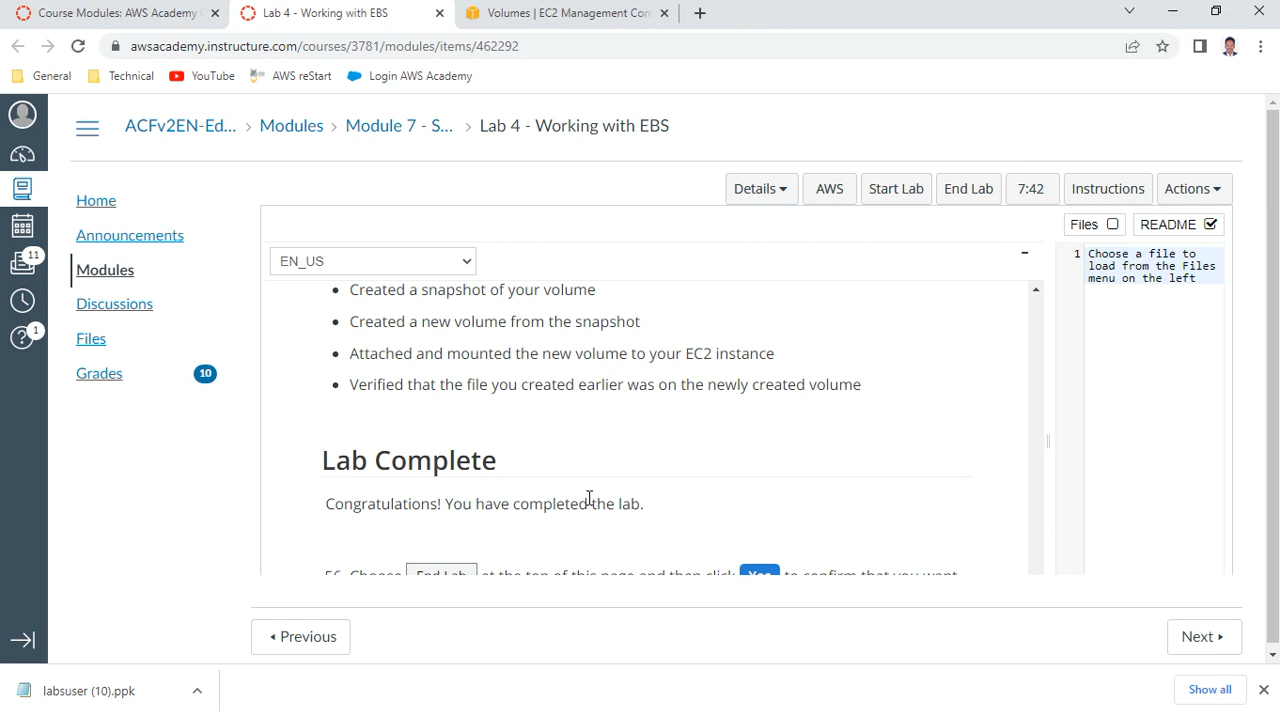 Course Modules: AWS Academy
Lab 4 - Working with EBS
Volumes | EC2 Management Con
awsacademy.instructure.com/courses/3781/modules/items/462292
General
Technical
YouTube
AWS reStart
Login AWS Academy
ACFv2EN-Ed... > Modules > Module 7 - S... > Lab 4 - Working with EBS
Home
Announcements
Modules
Discussions
Files
Grades 10
11
1
Details
AWS
Start Lab
End Lab
7:42
Instructions
Actions
Files
README
EN_US
1 Choose a file to
load from the Files
menu on the left
• Created a snapshot of your volume
• Created a new volume from the snapshot
• Attached and mounted the new volume to your EC2 instance
• Verified that the file you created earlier was on the newly created volume
Lab Complete
Congratulations! You have completed the lab.
56. Choose End Lab at the top of this page and then click Yes to confirm that you want
Previous
Next
labsuser (10).ppk
Show all